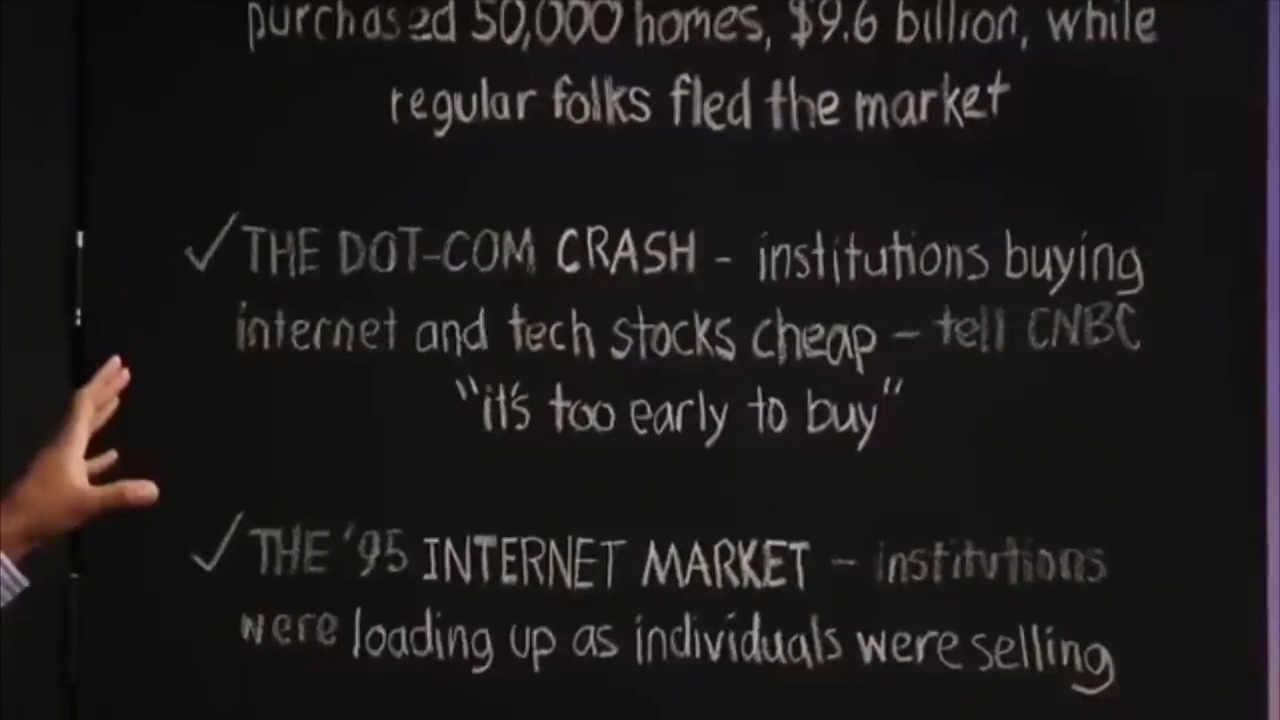 purchased 50,000 homes, $9.6 billion, while
regular folks fled the market
✓ THE DOT-COM CRASH - institutions buying
internet and tech stocks cheap - tell CNBC
"it's too early to buy"
✓ THE '95 INTERNET MARKET - institutions
were loading up as individuals were selling